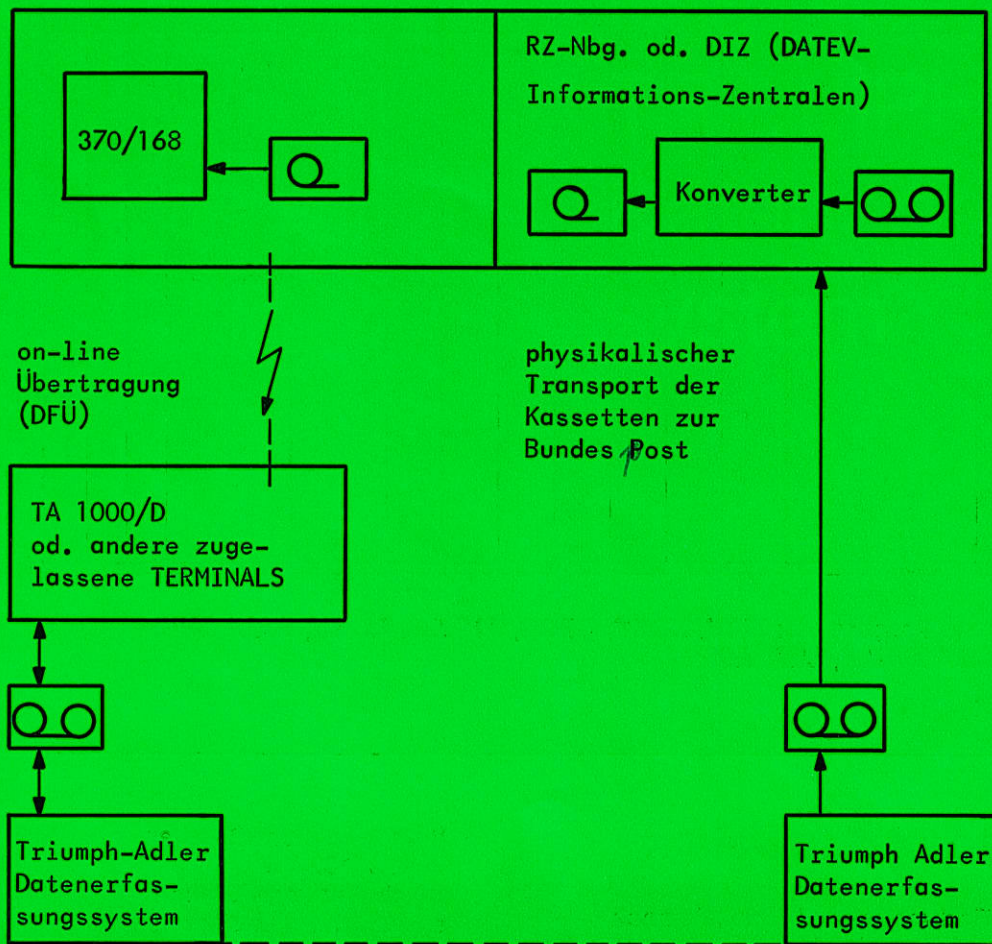 370/168
RZ-Nbg. od. DIZ (DATEV-
Informations-Zentralen)
Konverter
on-line
Übertragung
(DFÜ)
physikalischer
Transport der
Kassetten zur
Bundes Post
p
TA 1000/D
od. andere zuge-
lassene TERMINALS
Triumph-Adler
Datenerfas-
sungssystem
Triumph Adler
Datenerfas-
sungssystem